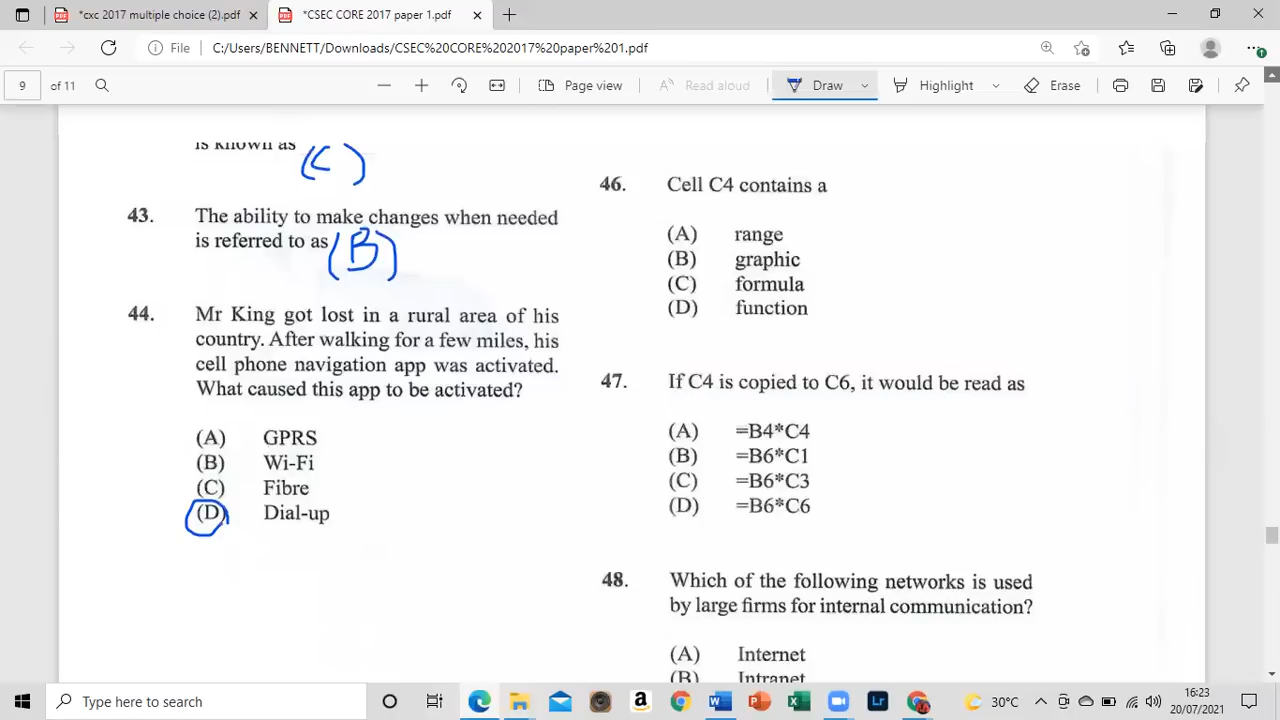 *cxc 2017 multiple choice (2).pdf
*CSEC CORE 2017 paper 1.pdf
File
C:/Users/BENNETT/Downloads/CSEC%20CORE%202017%20paper%201.pdf
9 of 11
Page view
Read aloud
Draw
Highlight
Erase
is known as
(C)
43. The ability to make changes when needed
is referred to as
(B)
44. Mr King got lost in a rural area of his
country. After walking for a few miles, his
cell phone navigation app was activated.
What caused this app to be activated?
(A) GPRS
(B) Wi-Fi
(C) Fibre
(D) Dial-up
46. Cell C4 contains a
(A) range
(B) graphic
(C) formula
(D) function
47. If C4 is copied to C6, it would be read as
(A) =B4*C4
(B) =B6*C1
(C) =B6*C3
(D) =B6*C6
48. Which of the following networks is used
by large firms for internal communication?
(A) Internet
(B) Intranet
Type here to search
30°C
16:23
20/07/2021